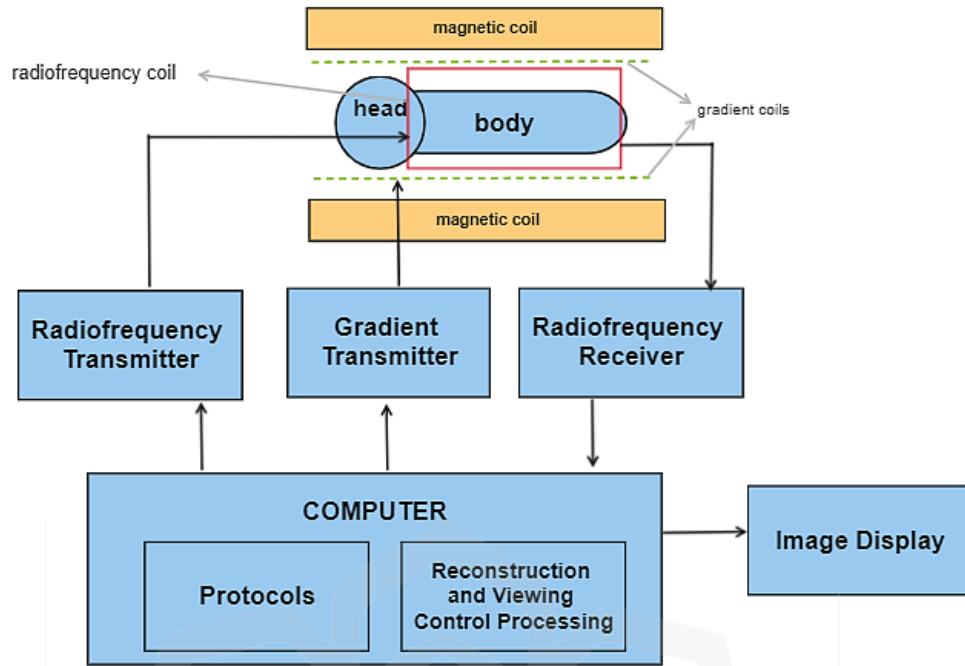 magnetic coil
radiofrequency coil
head
body
gradient coils
magnetic coil
Radiofrequency
Transmitter
Gradient
Transmitter
Radiofrequency
Receiver
COMPUTER
Protocols
Reconstruction
and Viewing
Control Processing
Image Display